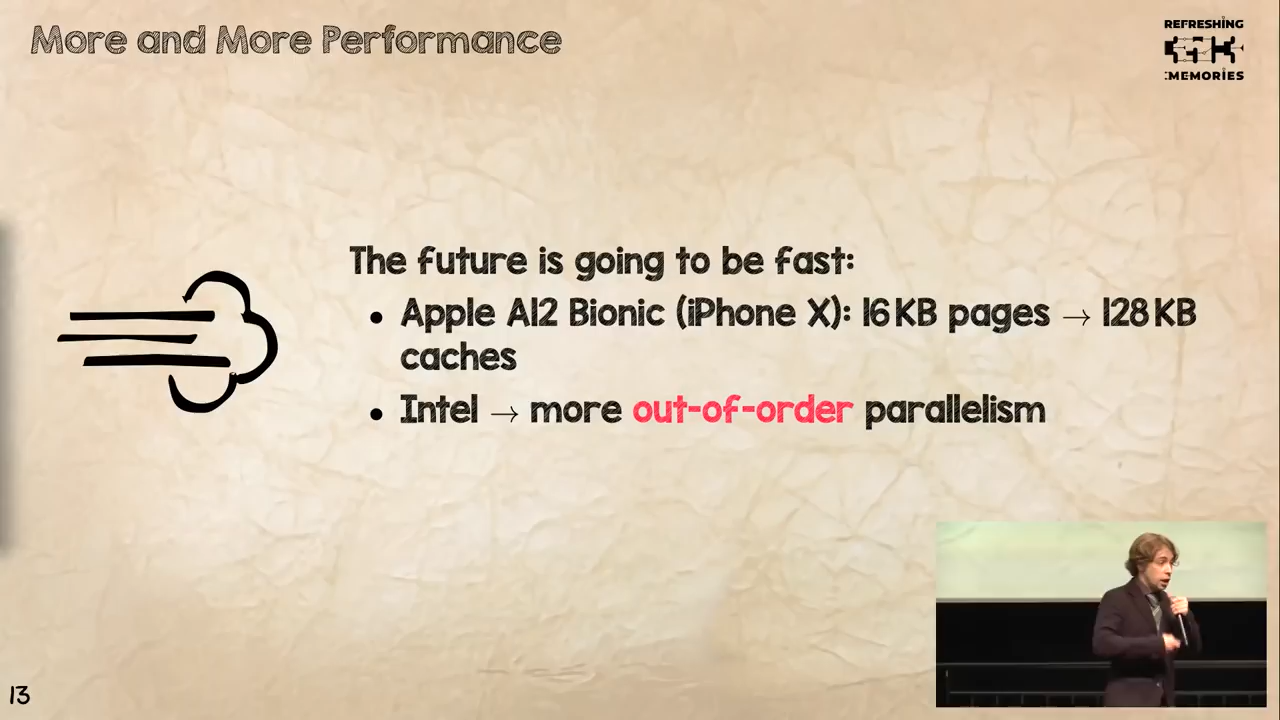 More and More Performance
REFRESHING
35K
:MEMORIES
The future is going to be fast:
• Apple A12 Bionic (iPhone X): 16 KB pages → 128 KB
caches
• Intel → more out-of-order parallelism
13